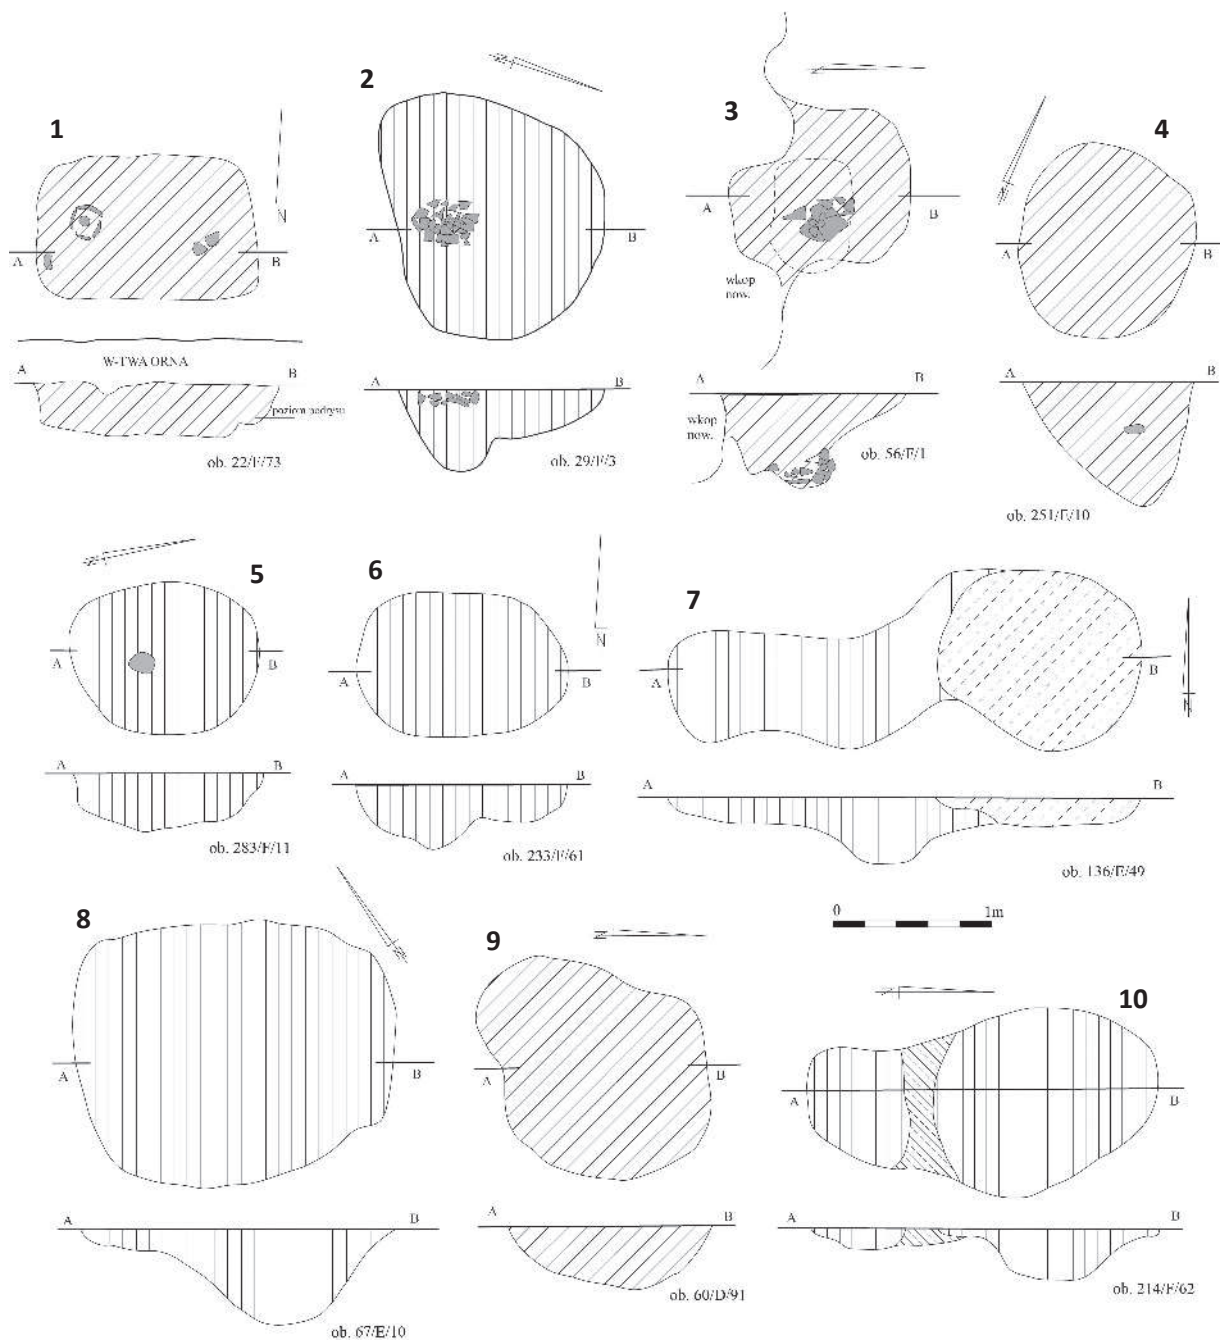 1
N
A
B
W-TWA ORNA
A
B
poziom podrysu
ob. 22/F/73
2
N
A
B
A
B
ob. 29/F/3
3
N
A
B
wkop
now.
A
B
wkop
now.
ob. 56/F/1
4
N
A
B
A
B
ob. 251/E/10
5
N
A
B
A
B
ob. 283/F/11
6
N
A
B
A
B
ob. 233/F/61
7
N
A
B
A
B
ob. 136/E/49
0
1m
8
N
A
B
A
B
ob. 67/E/10
9
N
A
B
A
B
ob. 60/D/91
10
N
A
B
A
B
ob. 214/F/62